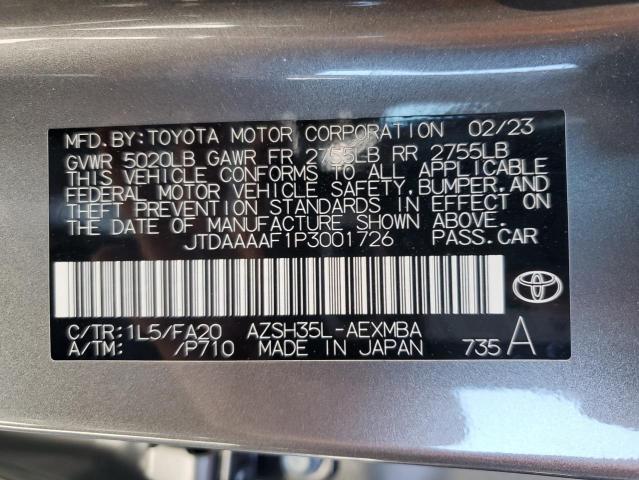 MFD. BY: TOYOTA MOTOR CORPORATION 02/23
GVWR 5020LB GAWR FR 2755LB RR 2755LB
THIS VEHICLE CONFORMS TO ALL APPLICABLE
FEDERAL MOTOR VEHICLE SAFETY, BUMPER, AND
THEFT PREVENTION STANDARDS IN EFFECT ON
THE DATE OF MANUFACTURE SHOWN ABOVE.
JTDAAAAF1P3001726 PASS. CAR
C/TR: 1L5/FA20 AZSH35L-AEXMBA
A/TM: /P710 MADE IN JAPAN 735 A